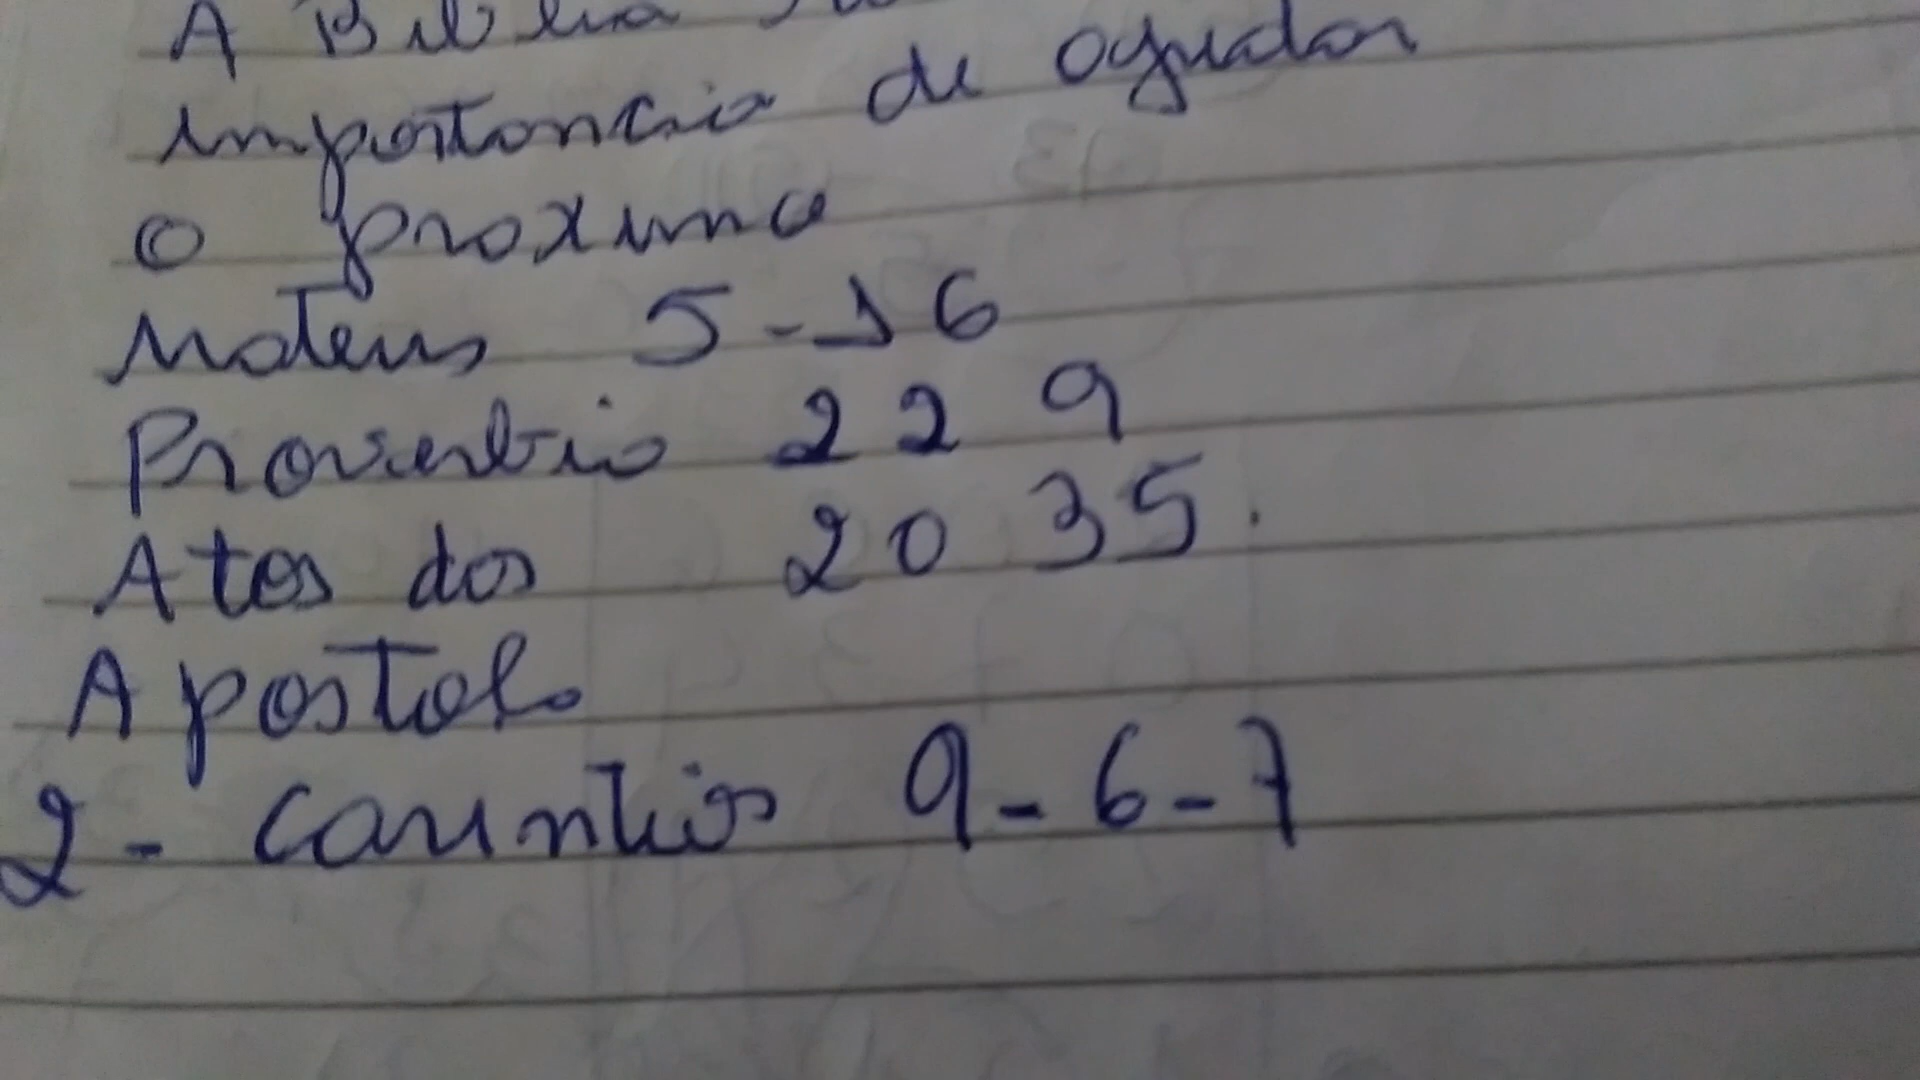 A Biblia
importancia de ajudar
o proximo
Mateus 5-16
Proverbio 22 9
Atos dos 20 35.
Apostolo
2- Corintios 9-6-7